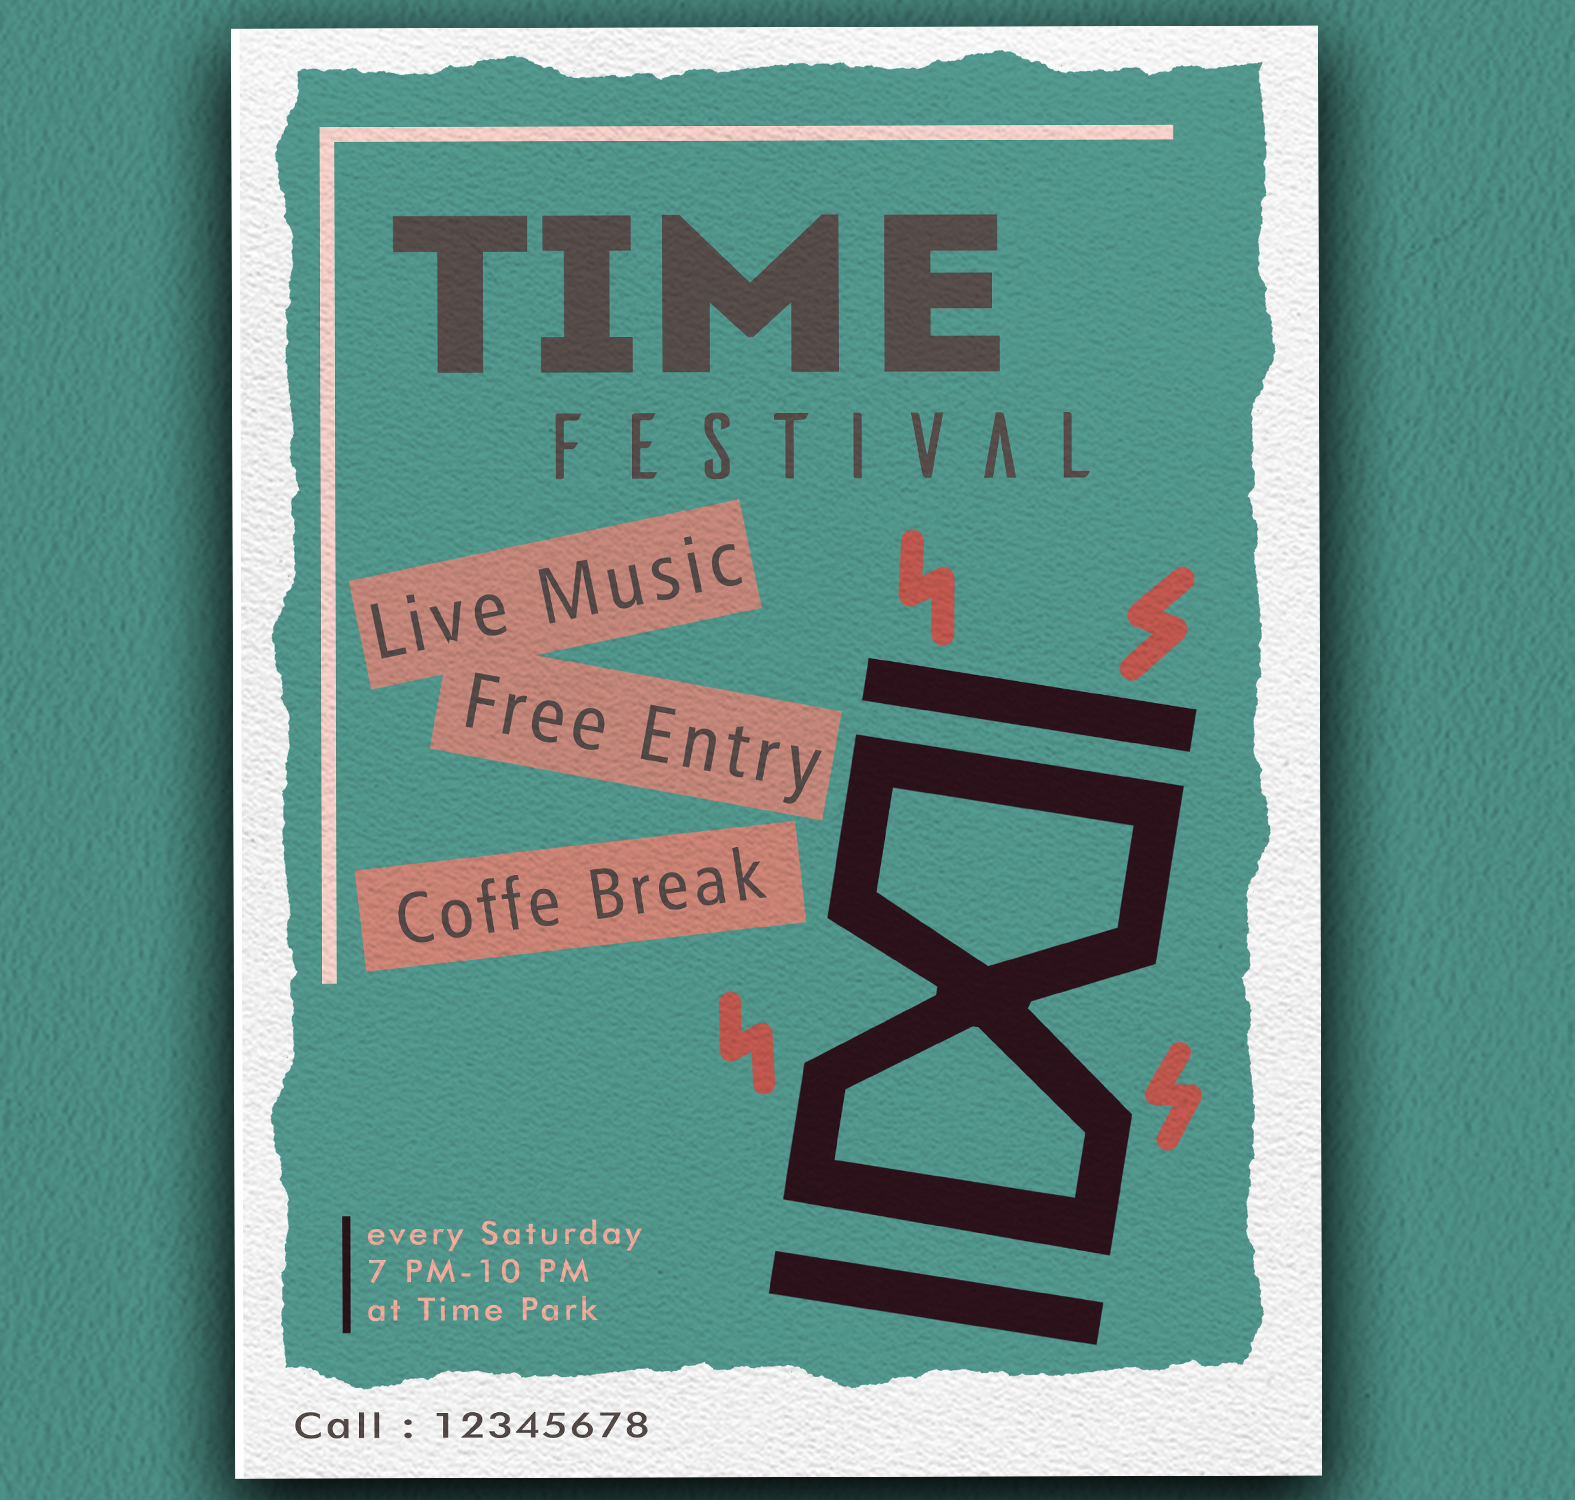 TIME
FESTIVAL
Live Music
Free Entry
Coffe Break
every Saturday
7 PM-10 PM
at Time Park
Call : 12345678